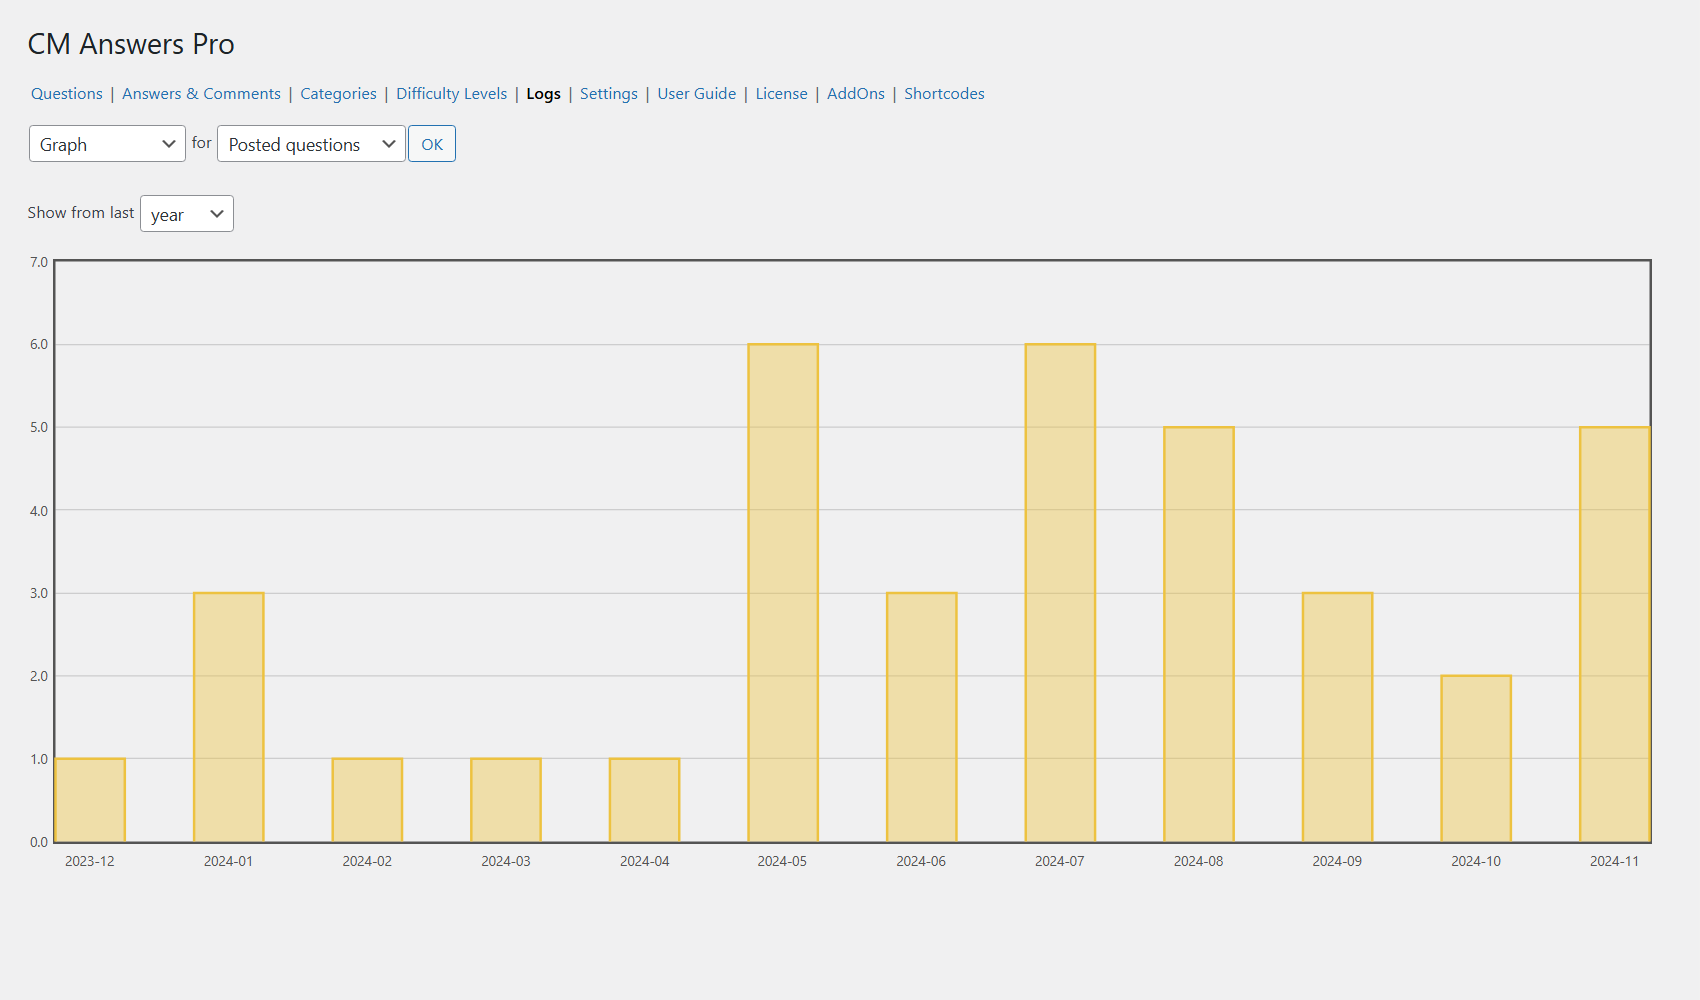 CM Answers Pro
Questions | Answers & Comments | Categories | Difficulty Levels | Logs | Settings | User Guide | License | AddOns | Shortcodes
Graph for Posted questions OK
Show from last year
7.0
6.0
5.0
4.0
3.0
2.0
1.0
0.0
2023-12 2024-01 2024-02 2024-03 2024-04 2024-05 2024-06 2024-07 2024-08 2024-09 2024-10 2024-11